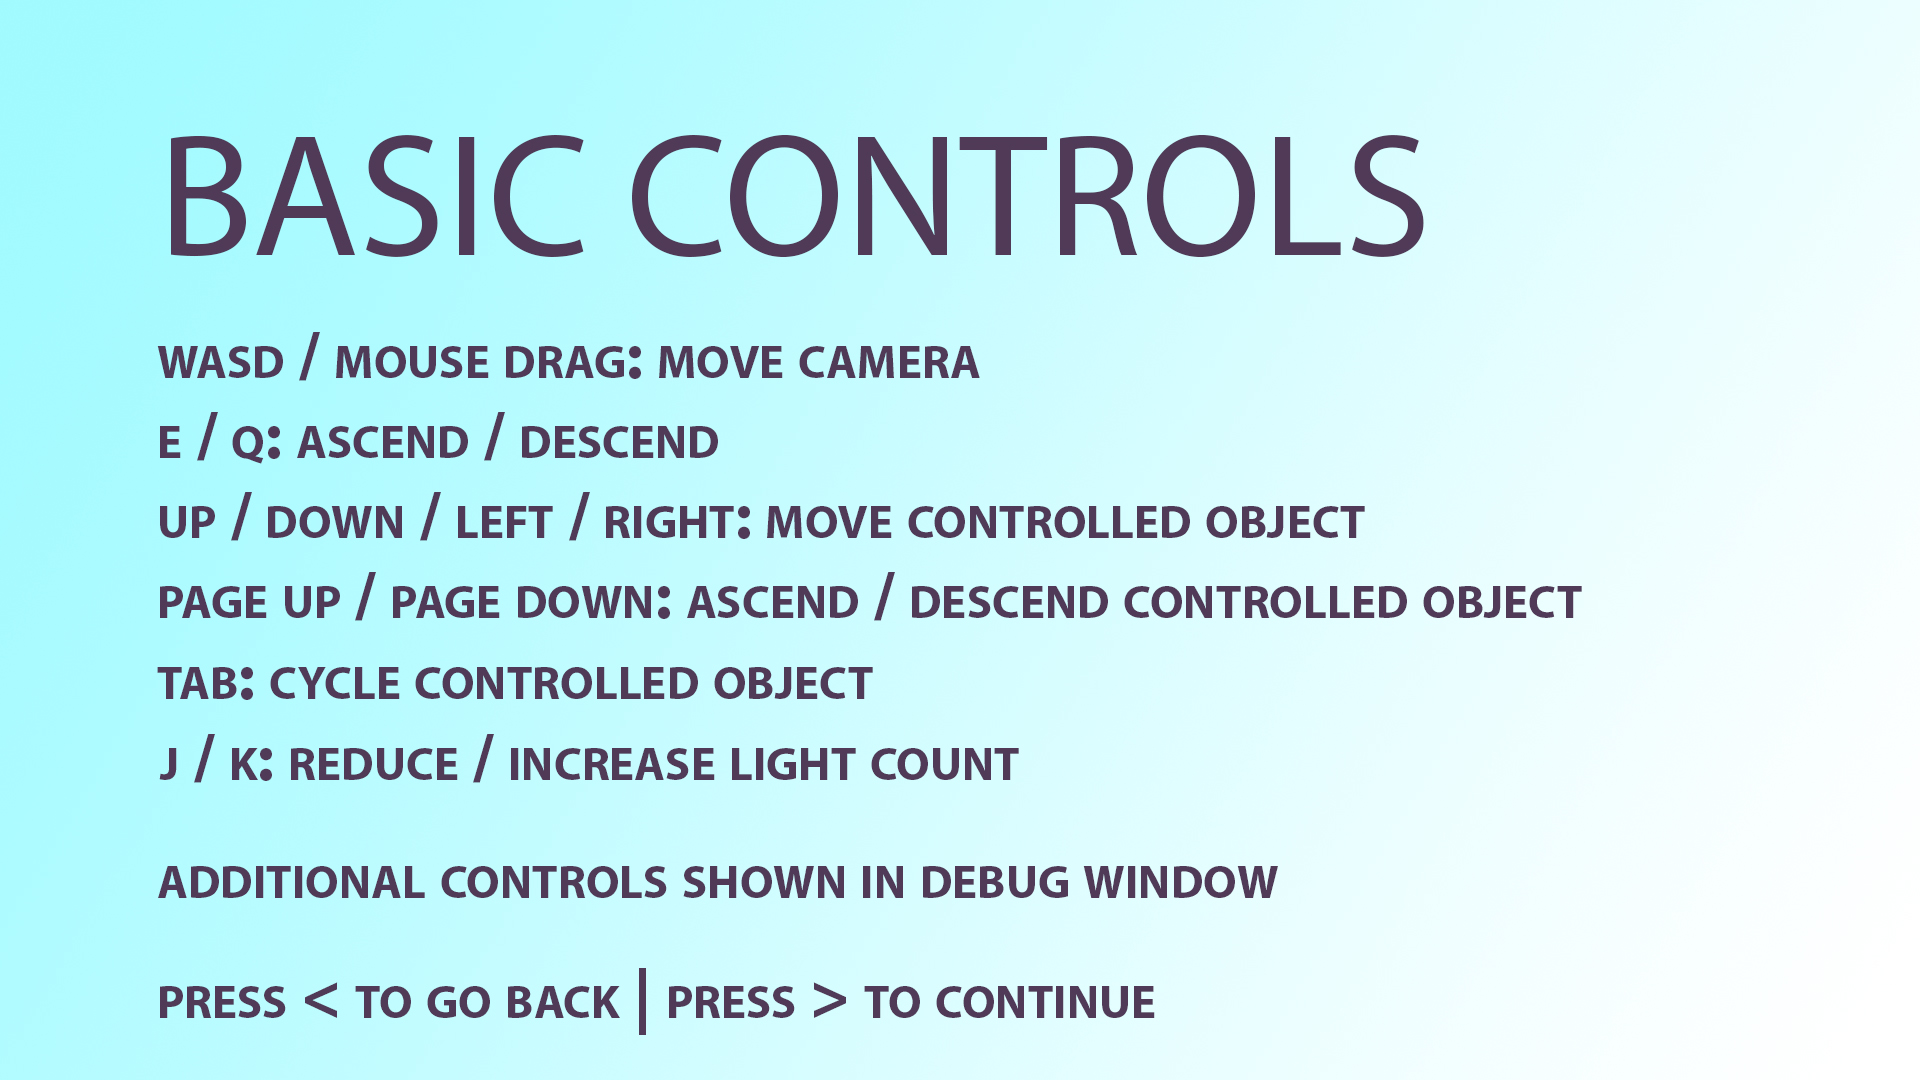 BASIC CONTROLS
WASD / MOUSE DRAG: MOVE CAMERA
E / Q: ASCEND / DESCEND
UP / DOWN / LEFT / RIGHT: MOVE CONTROLLED OBJECT
PAGE UP / PAGE DOWN: ASCEND / DESCEND CONTROLLED OBJECT
TAB: CYCLE CONTROLLED OBJECT
J / K: REDUCE / INCREASE LIGHT COUNT
ADDITIONAL CONTROLS SHOWN IN DEBUG WINDOW
PRESS < TO GO BACK | PRESS > TO CONTINUE